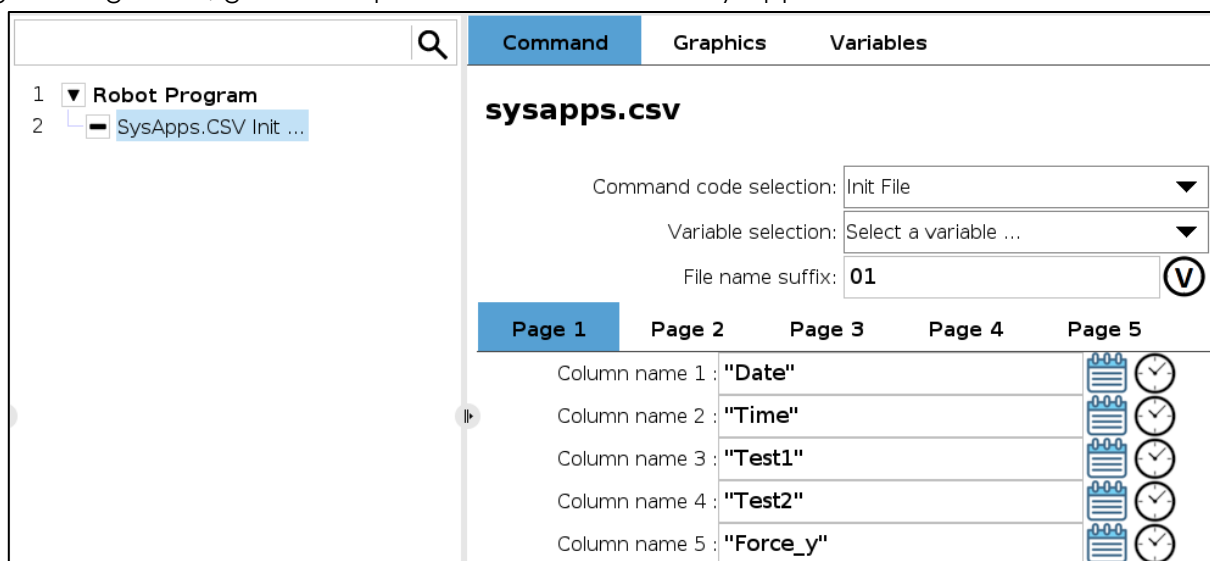 Command Graphics Variables
1 ▼ Robot Program
2 SysApps.CSV Init ...
sysapps.csv
Command code selection: Init File
Variable selection: Select a variable ...
File name suffix: 01 V
Page 1 Page 2 Page 3 Page 4 Page 5
Column name 1 : "Date"
Column name 2 : "Time"
Column name 3 : "Test1"
Column name 4 : "Test2"
Column name 5 : "Force_y"